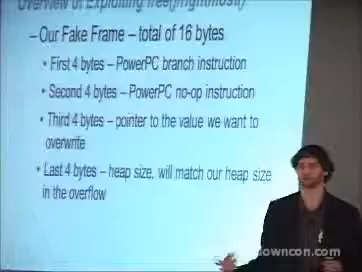 Overview of Exploiting free()
– Our Fake Frame – total of 16 bytes
• First 4 bytes – PowerPC branch instruction
• Second 4 bytes – PowerPC no-op instruction
• Third 4 bytes – pointer to the value we want to
overwrite
• Last 4 bytes – heap size, will match our heap size
in the overflow
downcon.com